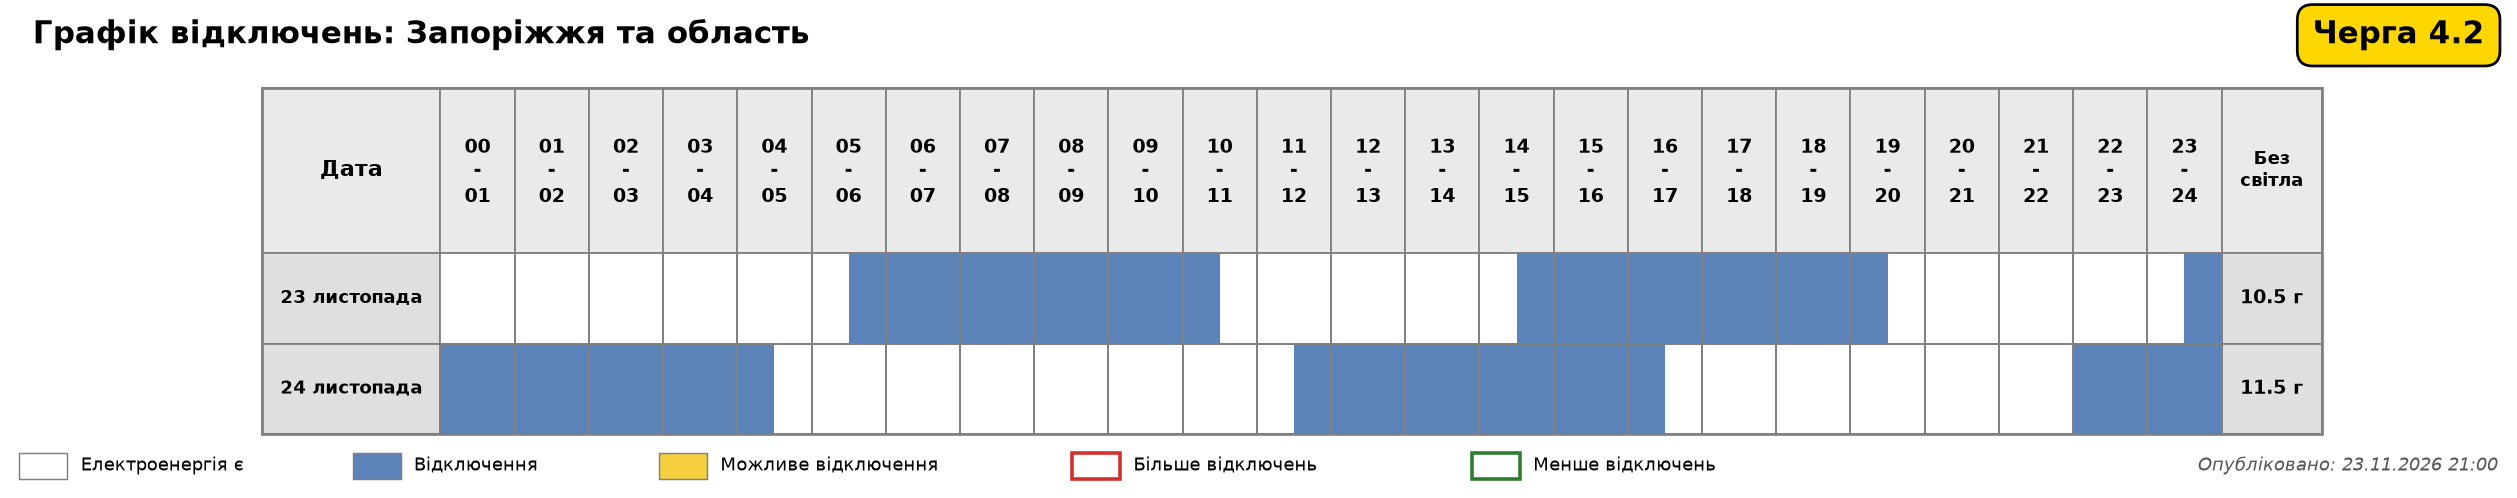 Графік відключень: Запоріжжя та область
Черга 4.2
Дата 00 - 01 01 - 02 02 - 03 03 - 04 04 - 05 05 - 06 06 - 07 07 - 08 08 - 09 09 - 10 10 - 11 11 - 12 12 - 13 13 - 14 14 - 15 15 - 16 16 - 17 17 - 18 18 - 19 19 - 20 20 - 21 21 - 22 22 - 23 23 - 24 Без світла
23 листопада 10.5 г
24 листопада 11.5 г
Електроенергія є Відключення Можливе відключення Більше відключень Менше відключень Опубліковано: 23.11.2026 21:00